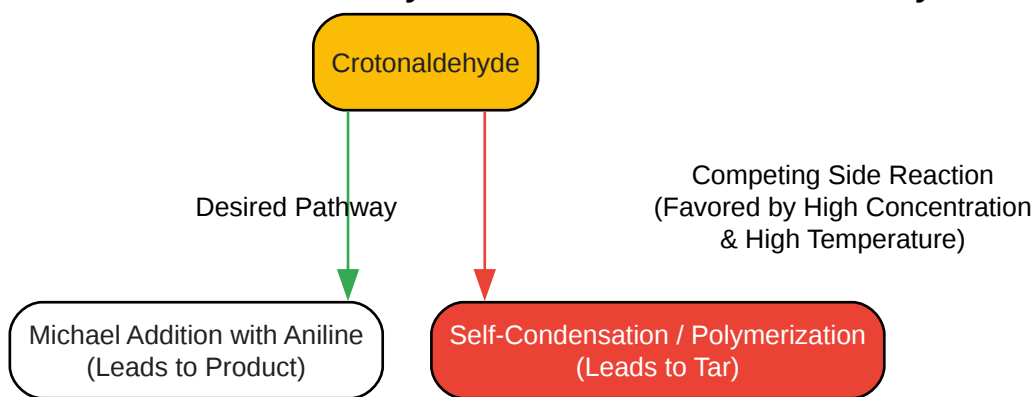 Crotonaldehyde
Desired Pathway
Competing Side Reaction
(Favored by High Concentration
& High Temperature)
Michael Addition with Aniline
(Leads to Product)
Self-Condensation / Polymerization
(Leads to Tar)